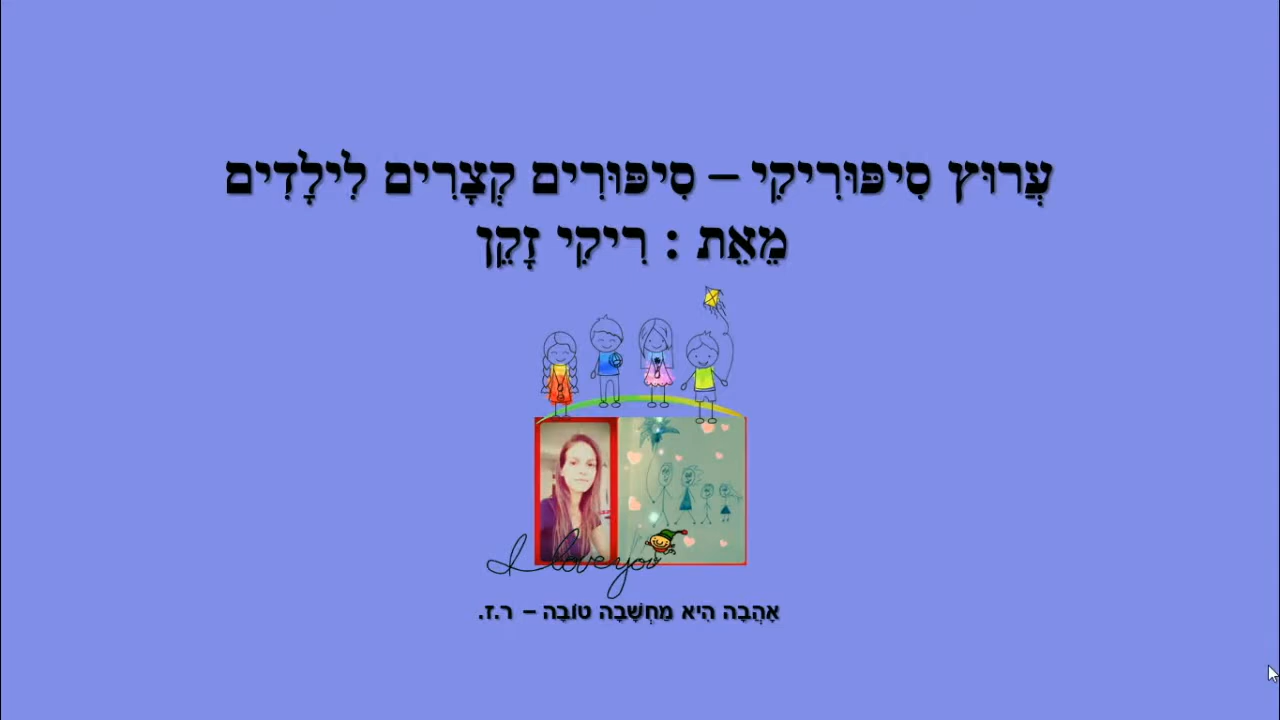 עֲרוּץ סִיפּוּרִיקִי – סִיפּוּרִים קְצָרִים לִילָדִים
מֵאֵת : רִיקִי זָקֵן
I love you
אַהֲבָה הִיא מַחְשָׁבָה טוֹבָה – ר.ז.